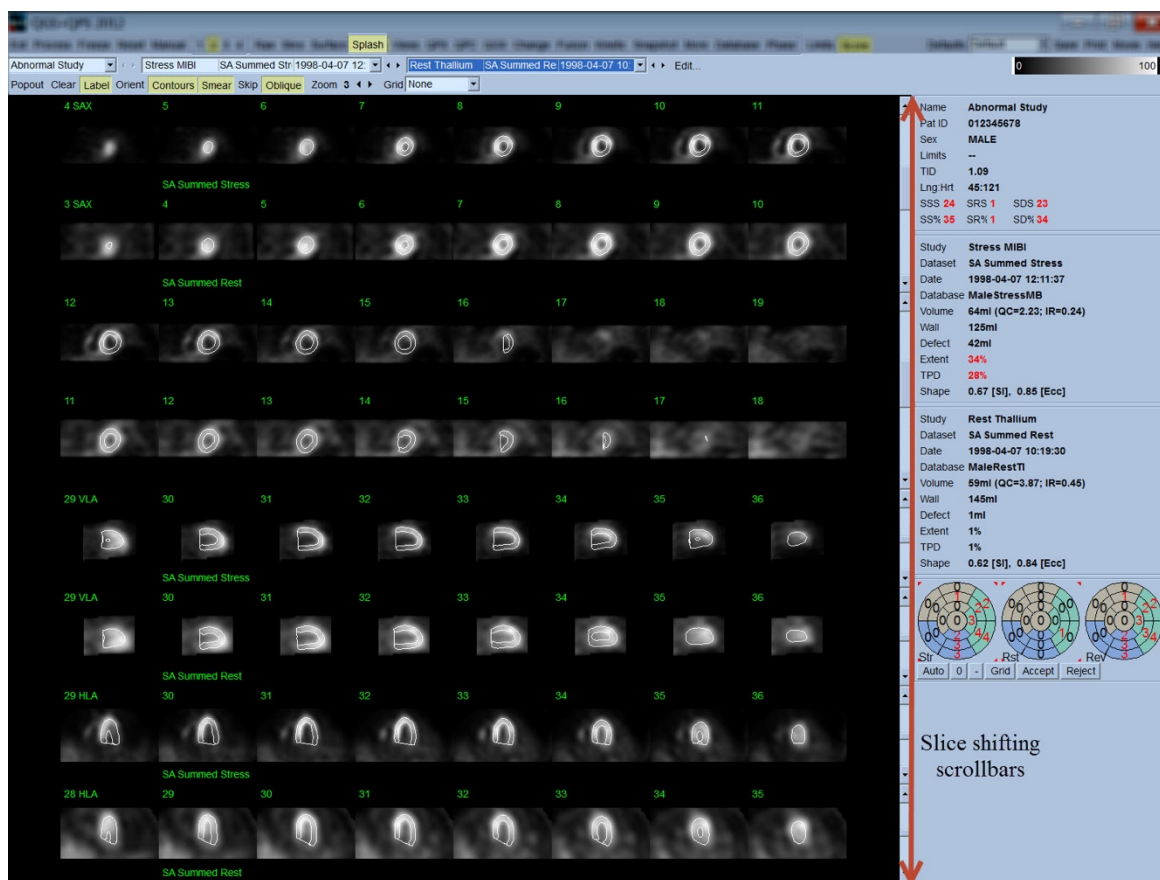 QGS+QPS 2012
Splash
Abnormal Study Stress MIBI SA Summed Str 1998-04-07 12: Rest Thallium SA Summed Re 1998-04-07 10: Edit...
0 100
Popout Clear Label Orient Contours Smear Skip Oblique Zoom 3 Grid None
4 SAX 5 6 7 8 9 10 11
SA Summed Stress
3 SAX 4 5 6 7 8 9 10
SA Summed Rest
12 13 14 15 16 17 18 19
11 12 13 14 15 16 17 18
29 VLA 30 31 32 33 34 35 36
SA Summed Stress
29 VLA 30 31 32 33 34 35 36
SA Summed Rest
29 HLA 30 31 32 33 34 35 36
SA Summed Stress
28 HLA 29 30 31 32 33 34 35
SA Summed Rest
Name Abnormal Study
Pat ID 012345678
Sex MALE
Limits --
TID 1.09
Lng:Hrt 45:121
SSS 24 SRS 1 SDS 23
SS% 35 SR% 1 SD% 34
Study Stress MIBI
Dataset SA Summed Stress
Date 1998-04-07 12:11:37
Database MaleStressMB
Volume 64ml (QC=2.23; IR=0.24)
Wall 125ml
Defect 42ml
Extent 34%
TPD 28%
Shape 0.67 [SI], 0.85 [Ecc]
Study Rest Thallium
Dataset SA Summed Rest
Date 1998-04-07 10:19:30
Database MaleRestTl
Volume 59ml (QC=3.87; IR=0.45)
Wall 145ml
Defect 1ml
Extent 1%
TPD 1%
Shape 0.62 [SI], 0.84 [Ecc]
Str Rst Rev
Auto 0 - Grid Accept Reject
Slice shifting
scrollbars